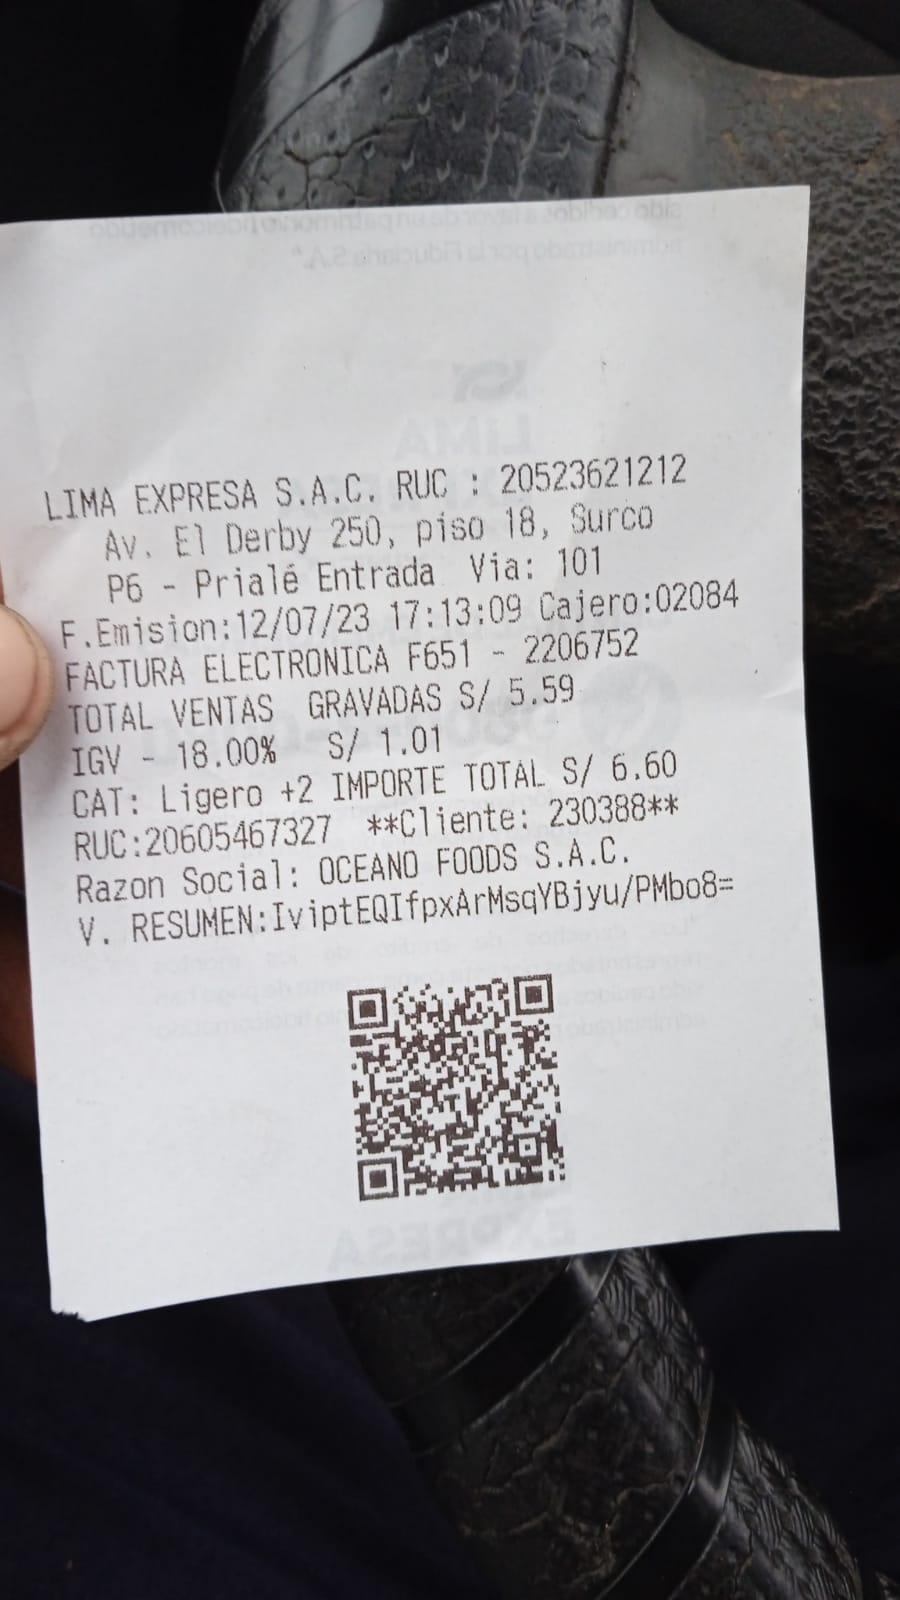 LIMA EXPRESA S.A.C. RUC : 20523621212
Av. El Derby 250, piso 18, Surco
P6 - Prialé Entrada Via: 101
F.Emision:12/07/23 17:13:09 Cajero:02084
FACTURA ELECTRONICA F651 - 2206752
TOTAL VENTAS GRAVADAS S/ 5.59
IGV - 18.00% S/ 1.01
CAT: Ligero +2 IMPORTE TOTAL S/ 6.60
RUC:20605467327 **Cliente: 230388**
Razon Social: OCEANO FOODS S.A.C.
V. RESUMEN:IviptEQIfpxArMsqYBjyu/PMbo8=